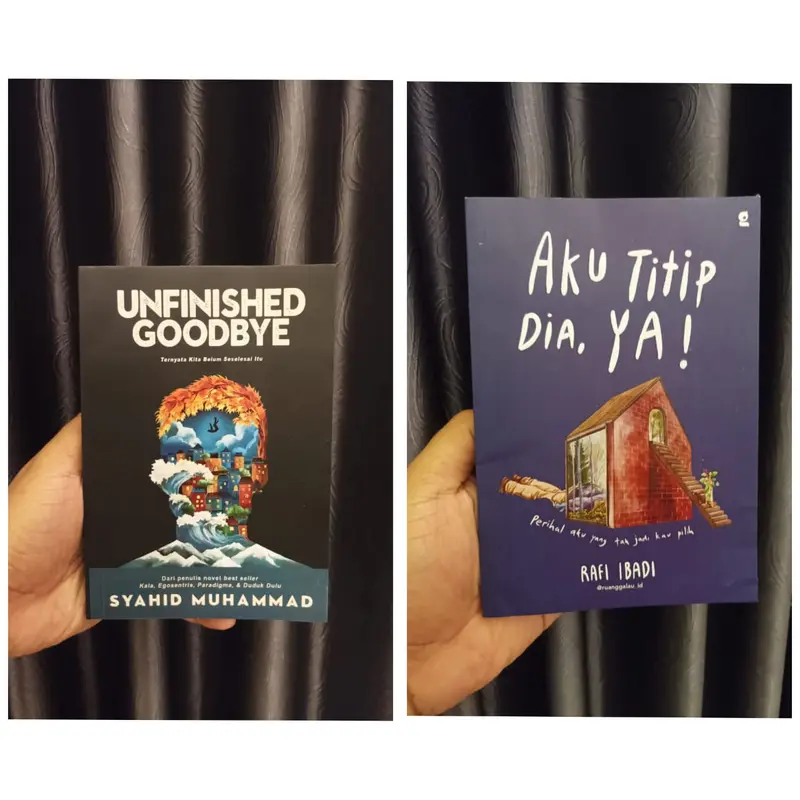 UNFINISHED
GOODBYE
Ternyata Kita Belum Seselesai Itu
Dari penulis novel best seller
Kala, Egosentris, Paradigma, & Duduk Dulu
SYAHID MUHAMMAD
AKU TITIP
DIA, YA!
Perihal aku yang tak jadi kau pilih
RAFI IBADI
@ruanggalau_id